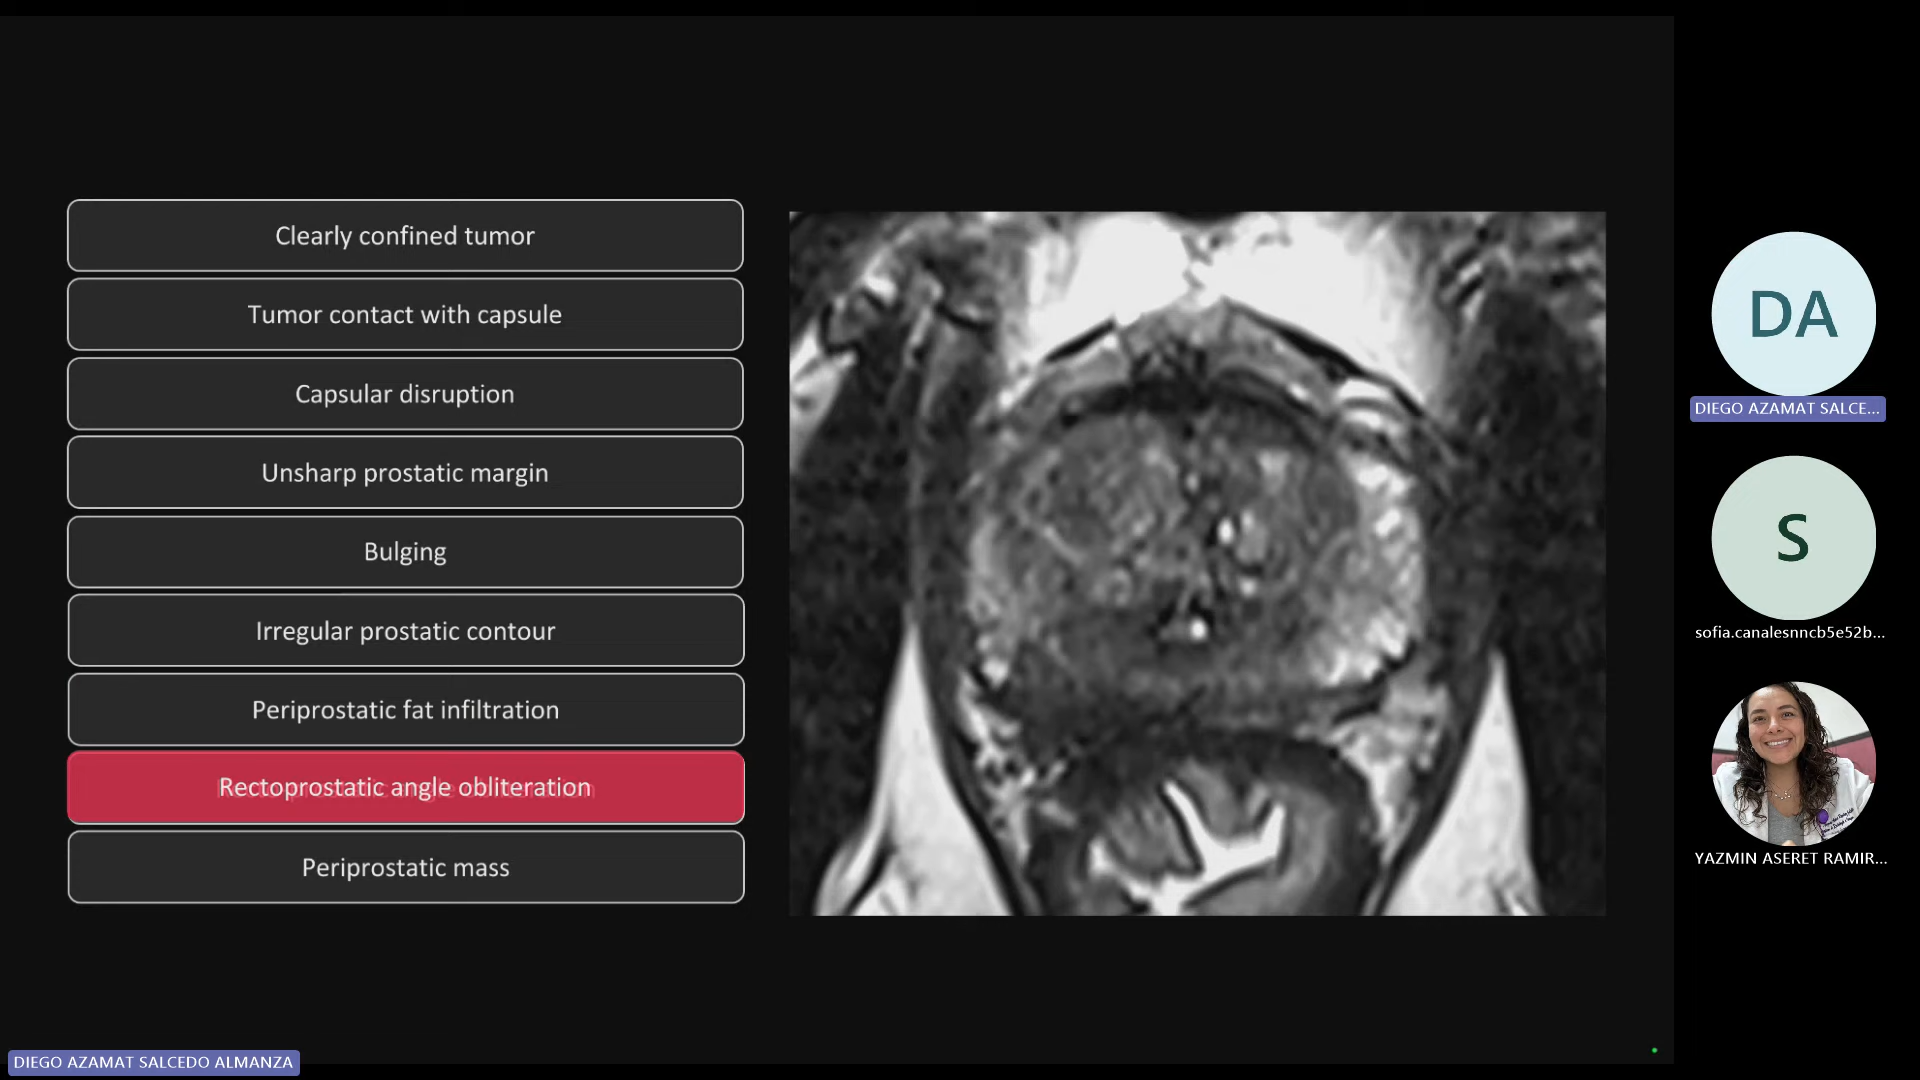 Clearly confined tumor
Tumor contact with capsule
Capsular disruption
Unsharp prostatic margin
Bulging
Irregular prostatic contour
Periprostatic fat infiltration
Rectoprostatic angle obliteration
Periprostatic mass
DA
DIEGO AZAMAT SALCE...
S
sofia.canalesnncb5e52b...
YAZMIN ASERET RAMIR...
DIEGO AZAMAT SALCEDO ALMANZA